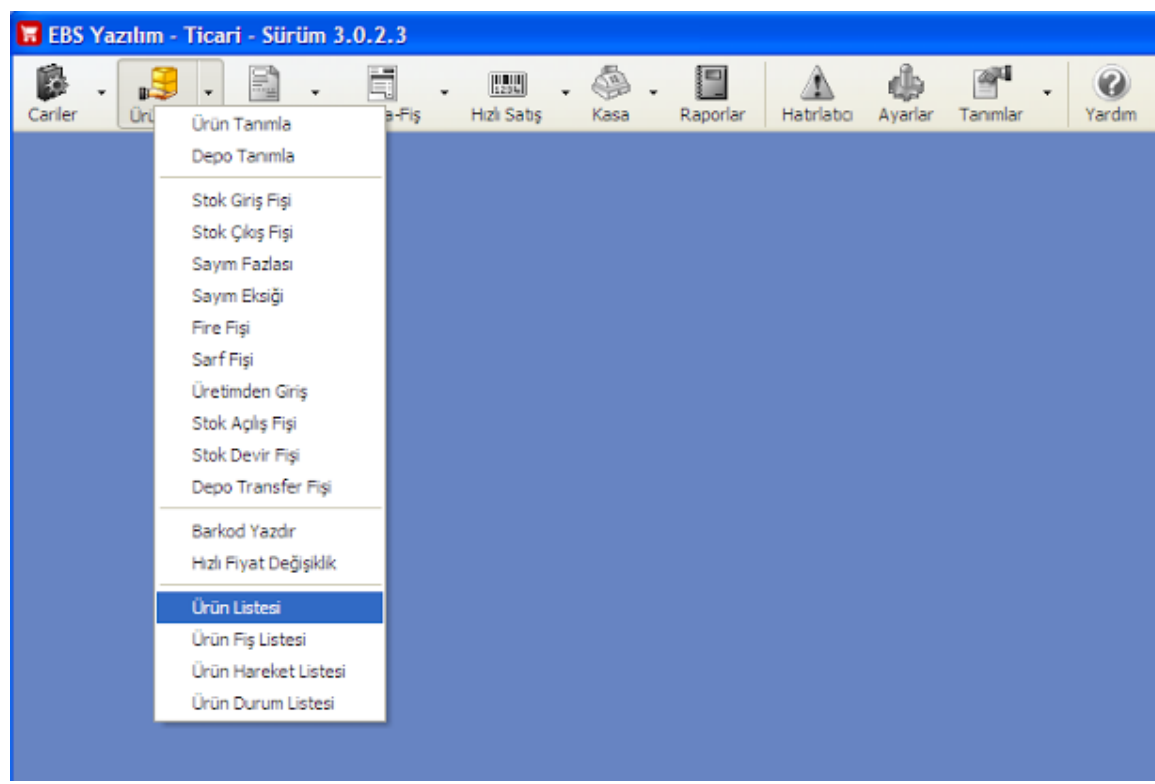 EBS Yazılım - Ticari - Sürüm 3.0.2.3
Cariler Hızlı Satış Kasa Raporlar Hatırlatıcı Ayarlar Tanımlar Yardım
Ürün Tanımla
Depo Tanımla
Stok Giriş Fişi
Stok Çıkış Fişi
Sayım Fazlası
Sayım Eksiği
Fire Fişi
Sarf Fişi
Üretimden Giriş
Stok Açılış Fişi
Stok Devir Fişi
Depo Transfer Fişi
Barkod Yazdır
Hızlı Fiyat Değişiklik
Ürün Listesi
Ürün Fiş Listesi
Ürün Hareket Listesi
Ürün Durum Listesi